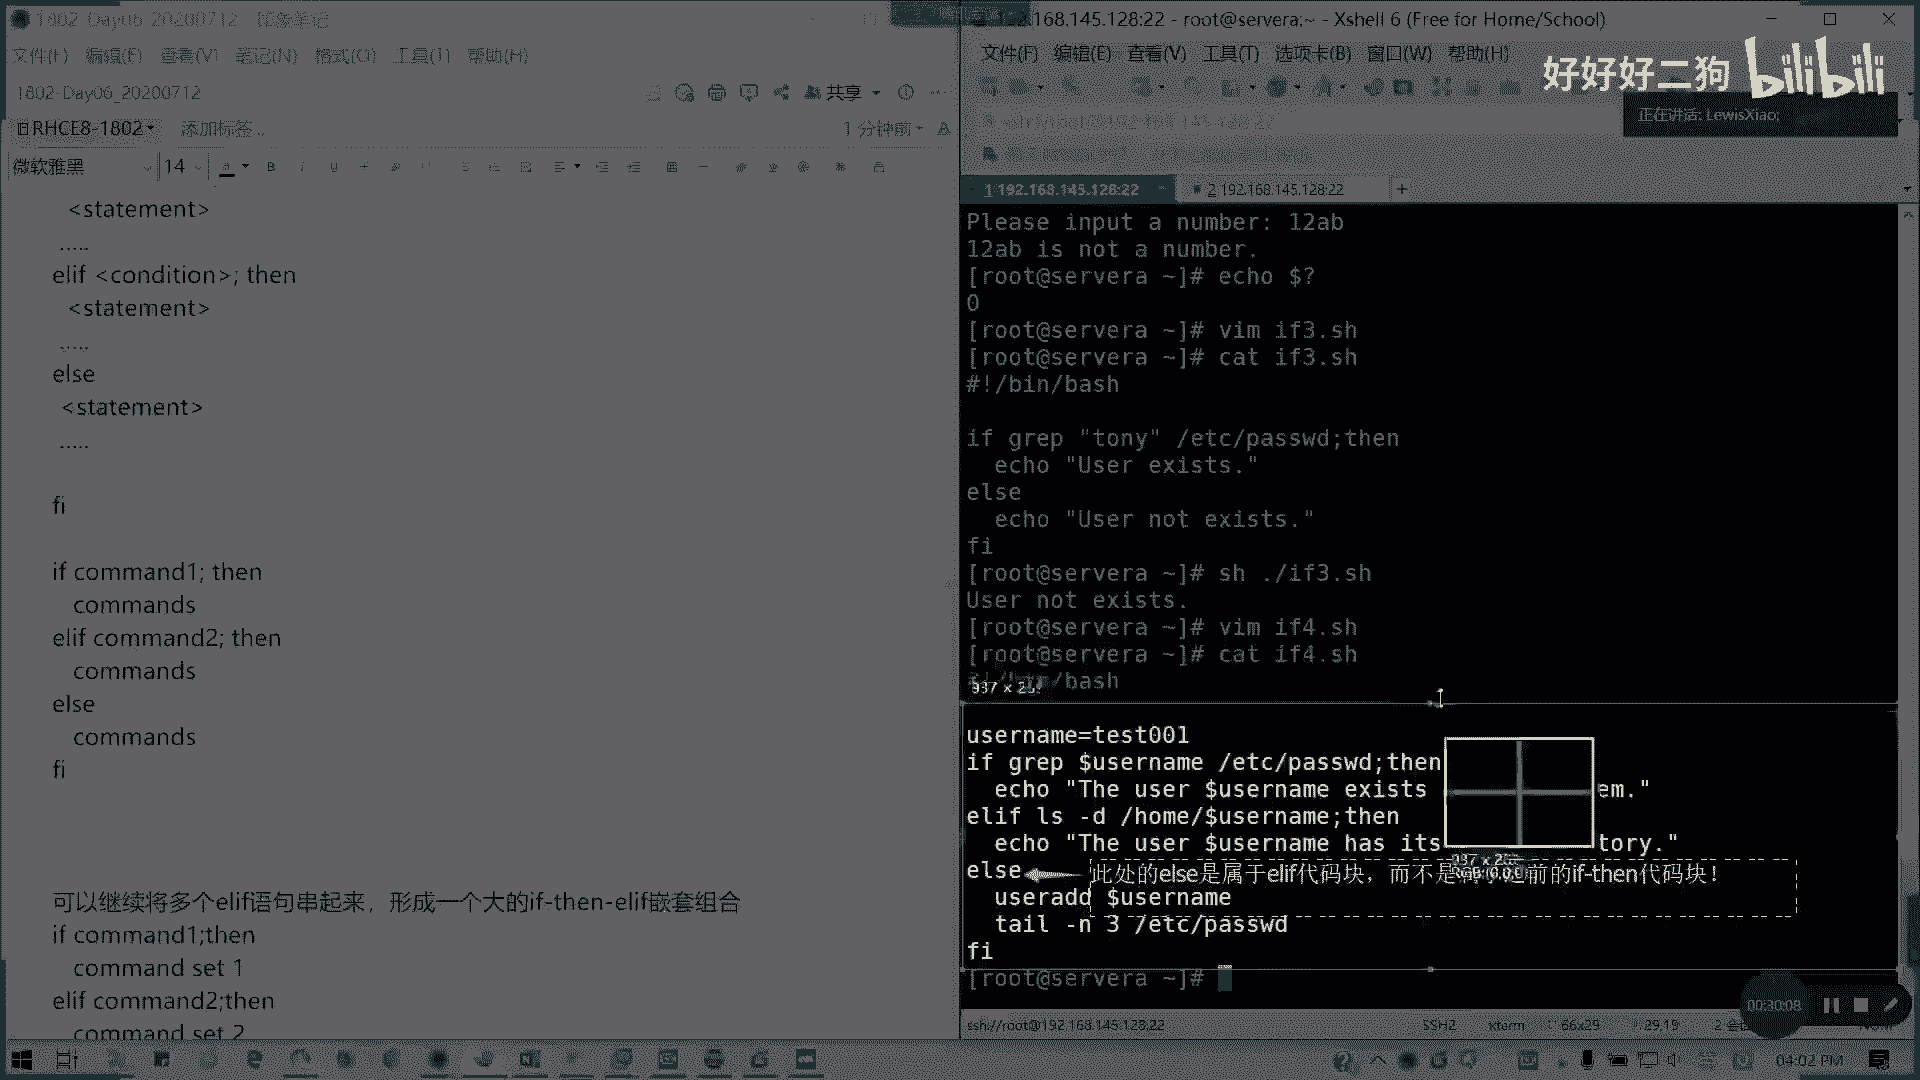 1802-Day06_20200712 - 印象笔记
文件(F) 编辑(E) 查看(V) 笔记(N) 格式(O) 工具(T) 帮助(H)
1802-Day06_20200712
共享
RHCE8-1802
添加标签...
1 分钟前
微软雅黑
14
<statement>
.....
elif <condition>; then
<statement>
.....
else
<statement>
.....
fi
if command1; then
commands
elif command2; then
commands
else
commands
fi
可以继续将多个elif语句串起来，形成一个大的if-then-elif嵌套组合
if command1;then
command set 1
elif command2;then
command set 2
192.168.145.128:22 - root@servera:~ - Xshell 6 (Free for Home/School)
文件(F) 编辑(E) 查看(V) 工具(T) 选项卡(B) 窗口(W) 帮助(H)
好好好二狗 bilibili
正在讲话: LewisXiao;
1 192.168.145.128:22
2 192.168.145.128:22
Please input a number: 12ab
12ab is not a number.
[root@servera ~]# echo $?
0
[root@servera ~]# vim if3.sh
[root@servera ~]# cat if3.sh
#!/bin/bash
if grep "tony" /etc/passwd;then
echo "User exists."
else
echo "User not exists."
fi
[root@servera ~]# sh ./if3.sh
User not exists.
[root@servera ~]# vim if4.sh
[root@servera ~]# cat if4.sh
/bash
username=test001
if grep $username /etc/passwd;then
echo "The user $username exists em."
elif ls -d /home/$username;then
echo "The user $username has its tory."
else
此处的else是属于elif代码块，而不是 之前的if-then代码块！
useradd $username
tail -n 3 /etc/passwd
fi
[root@servera ~]#
00:30:08
ssh://root@192.168.145.128:22
SSH2
xterm
66x29
29,19
04:02 PM